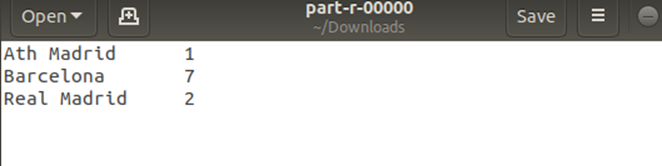 Open part-r-00000 Save
~/Downloads
Ath Madrid 1
Barcelona 7
Real Madrid 2